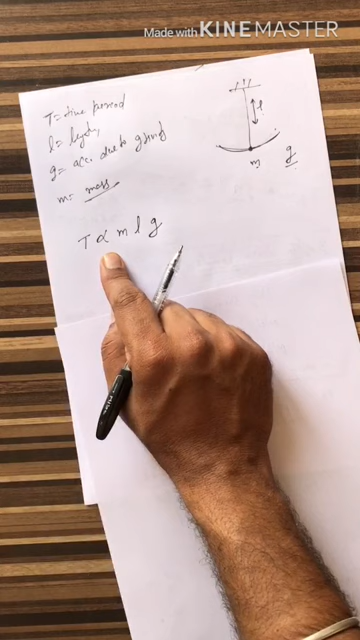 Made with KINEMASTER
T = time period
l = length
g = acc. due to gravity
m = mass
l
m
g
T ∝ m l g